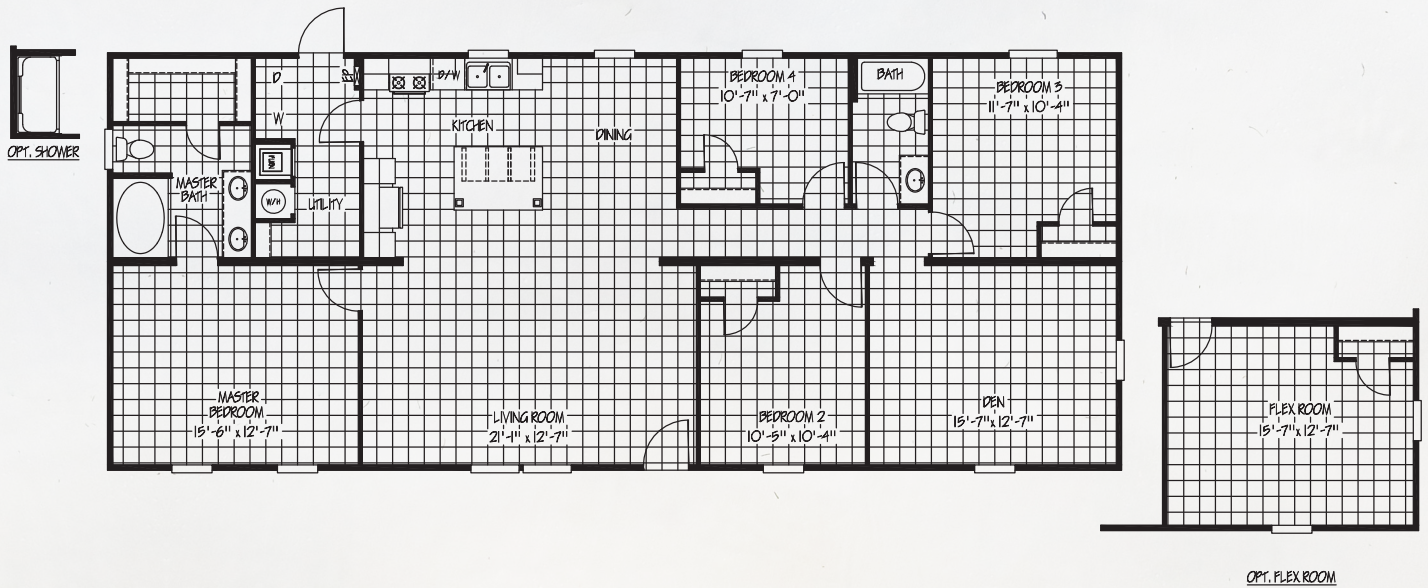 OPT. SHOWER
D
W
EP
D/W
KITCHEN
DINING
BEDROOM 4
10'-7" x 7'-0"
BATH
BEDROOM 3
11'-7" x 10'-4"
MASTER
BATH
FUR
W/H
UTILITY
MASTER
BEDROOM
15'-6" x 12'-7"
LIVING ROOM
21'-1" x 12'-7"
BEDROOM 2
10'-5" x 10'-4"
DEN
15'-7" x 12'-7"
FLEX ROOM
15'-7" x 12'-7"
OPT. FLEX ROOM